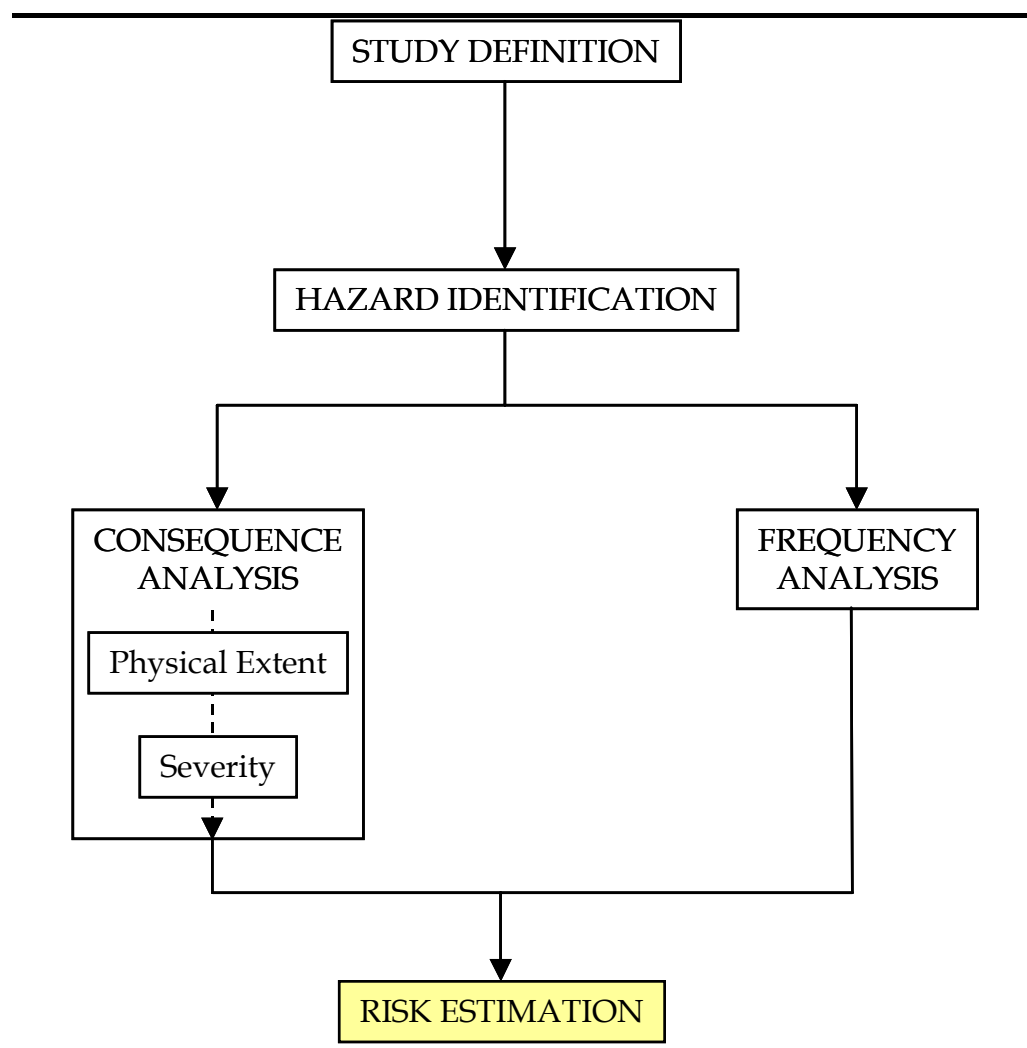 STUDY DEFINITION
HAZARD IDENTIFICATION
CONSEQUENCE
ANALYSIS
Physical Extent
Severity
FREQUENCY
ANALYSIS
RISK ESTIMATION